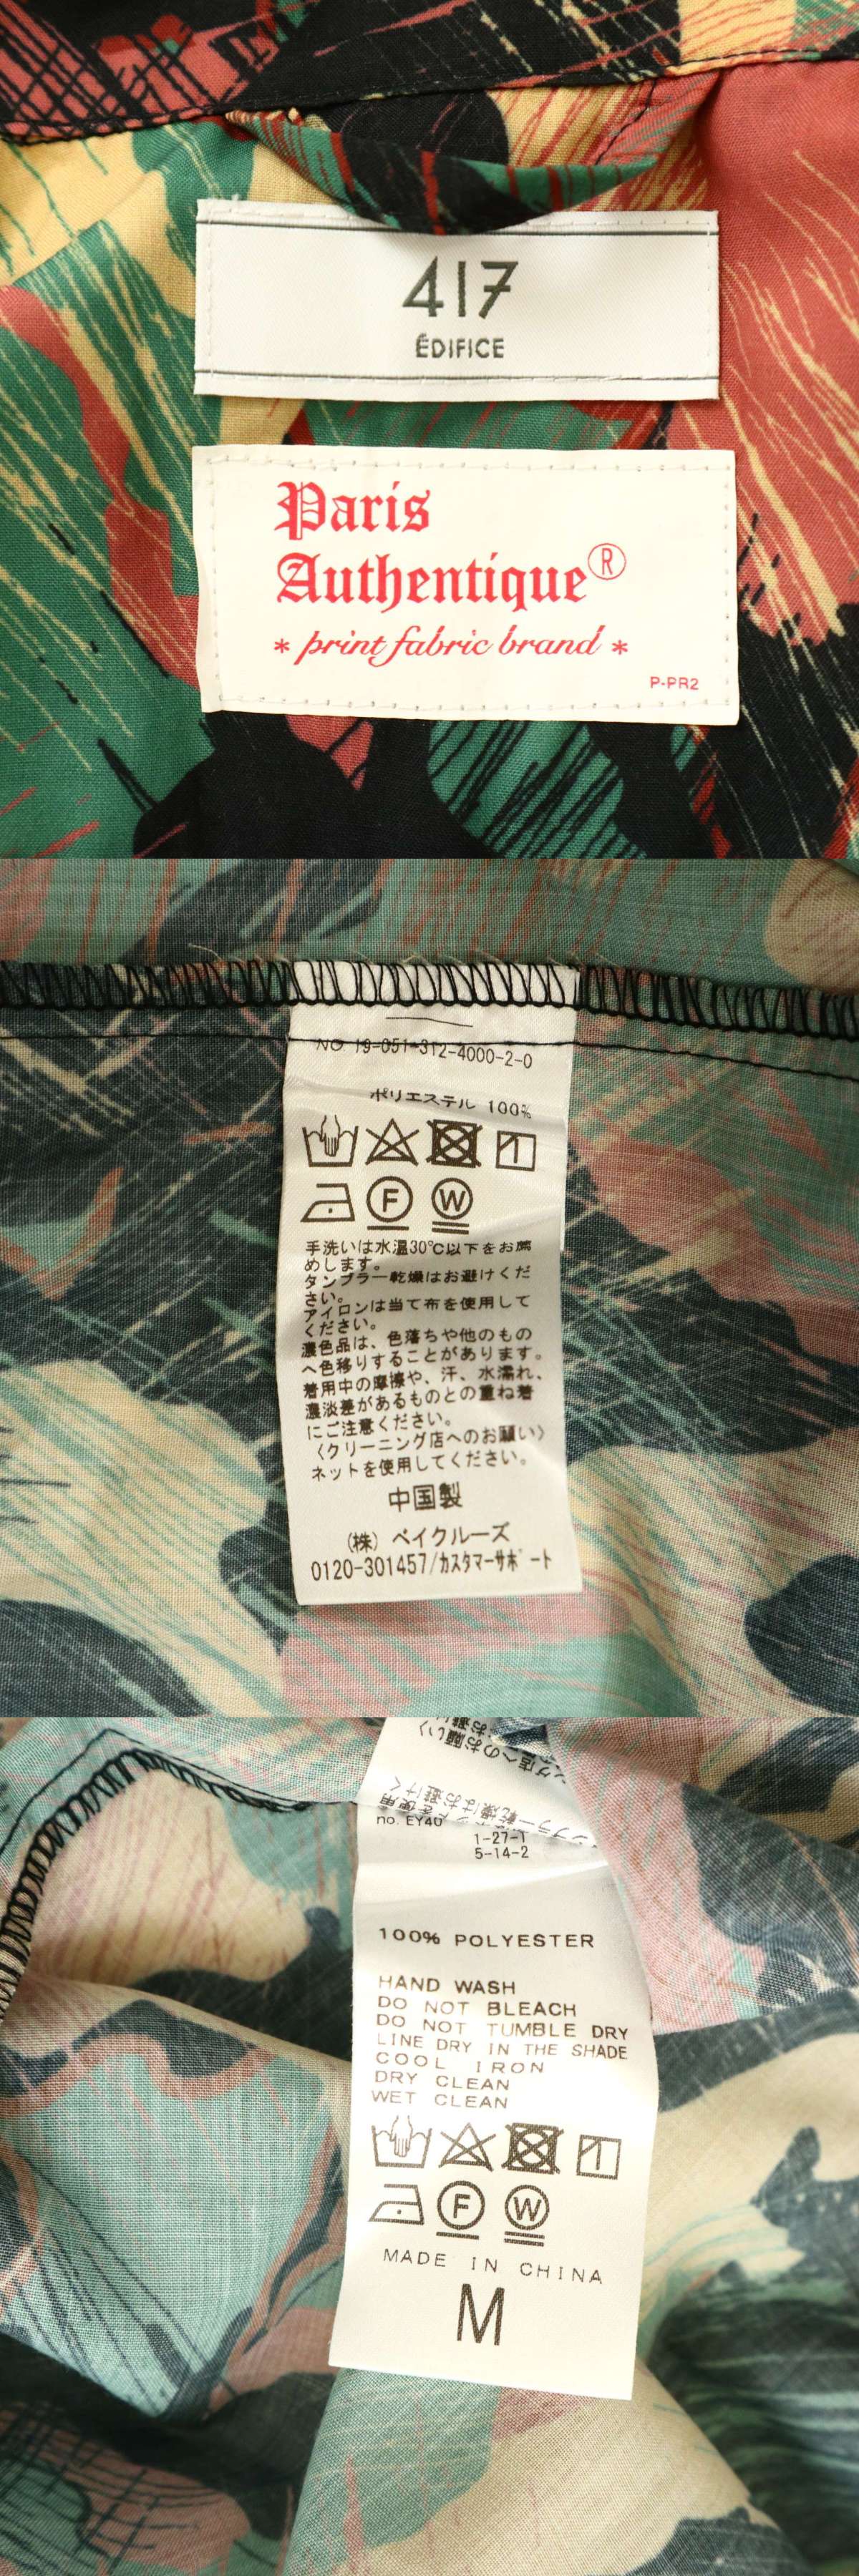 417
ÉDIFICE
Paris
Authentique®
* print fabric brand *
P-PR2
NO. 19-051-312-4000-2-0
ポリエステル 100%
F W
手洗いは水温30℃以下をお薦
めします。
タンブラー乾燥はお避けくだ
さい。
アイロンは当て布を使用して
ください。
濃色品は、色落ちや他のもの
へ色移りすることがあります。
着用中の摩擦や、汗、水濡れ、
濃淡差があるものとの重ね着
にご注意ください。
〈クリーニング店へのお願い〉
ネットを使用してください。
中国製
(株) ベイクルーズ
0120-301457/カスタマーサポート
no. EY40
1-27-1
5-14-2
100% POLYESTER
HAND WASH
DO NOT BLEACH
DO NOT TUMBLE DRY
LINE DRY IN THE SHADE
COOL IRON
DRY CLEAN
WET CLEAN
F W
MADE IN CHINA
M